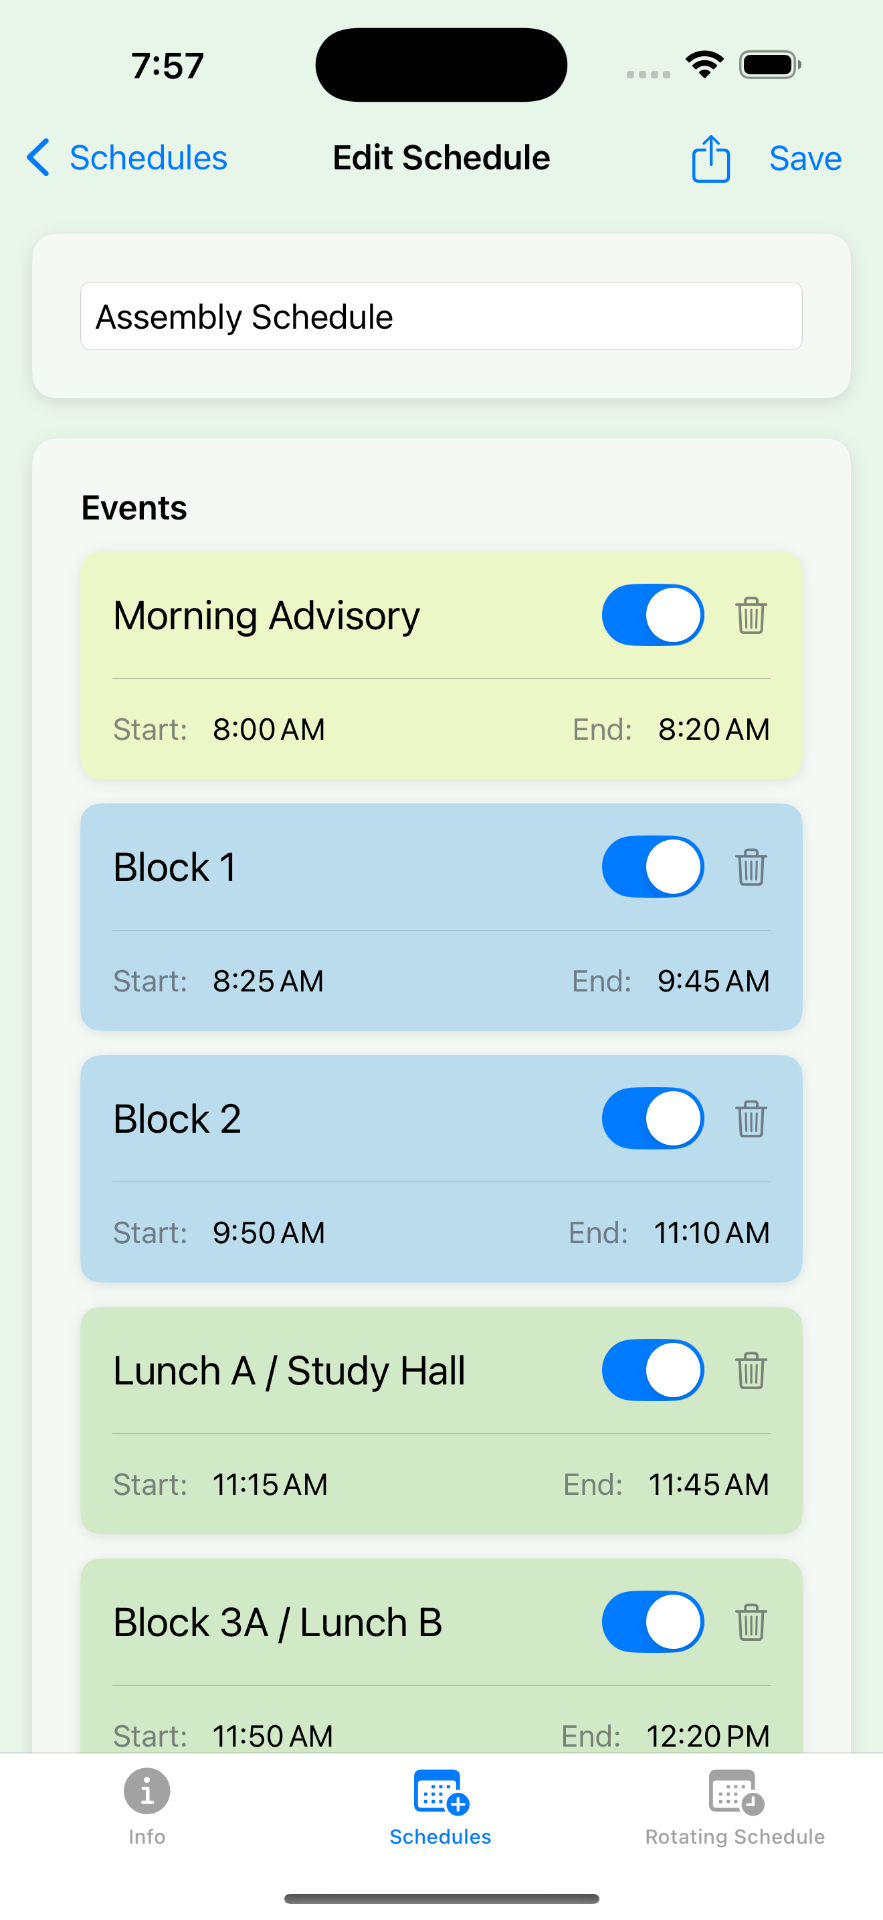 7:57
Schedules
Edit Schedule
Save
Assembly Schedule
Events
Morning Advisory
Start: 8:00 AM End: 8:20 AM
Block 1
Start: 8:25 AM End: 9:45 AM
Block 2
Start: 9:50 AM End: 11:10 AM
Lunch A / Study Hall
Start: 11:15 AM End: 11:45 AM
Block 3A / Lunch B
Start: 11:50 AM End: 12:20 PM
Info
Schedules
Rotating Schedule